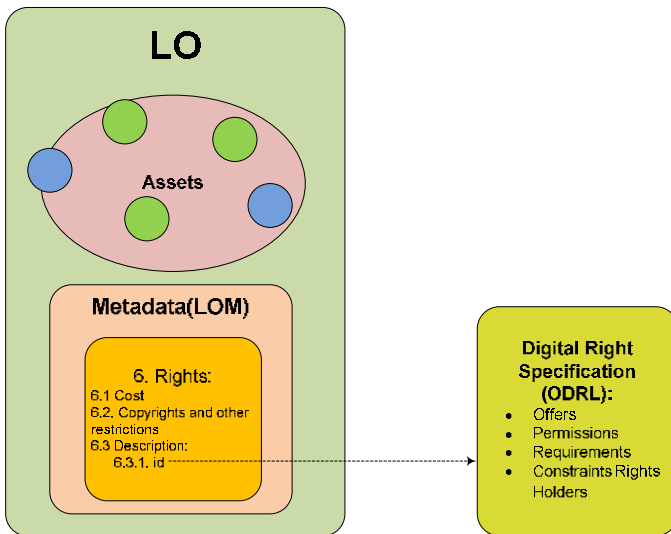 LO
Assets
Metadata(LOM)
6. Rights:
6.1 Cost
6.2. Copyrights and other
restrictions
6.3 Description:
6.3.1. id
Digital Right
Specification
(ODRL):
• Offers
• Permissions
• Requirements
• Constraints Rights
Holders